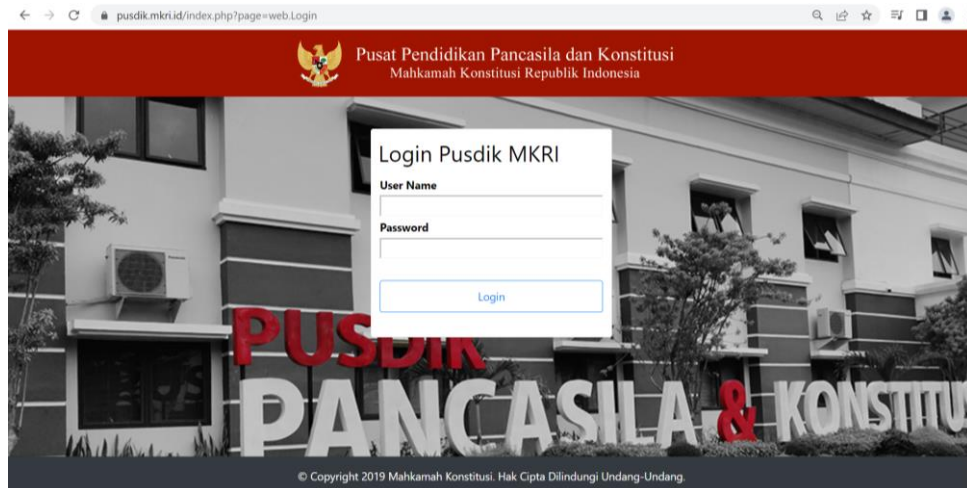 pusdik.mkri.id/index.php?page=web.Login
Pusat Pendidikan Pancasila dan Konstitusi
Mahkamah Konstitusi Republik Indonesia
Login Pusdik MKRI
User Name
Password
Login
PUSDIK
PANCASILA & KONSTITU
© Copyright 2019 Mahkamah Konstitusi. Hak Cipta Dilindungi Undang-Undang.